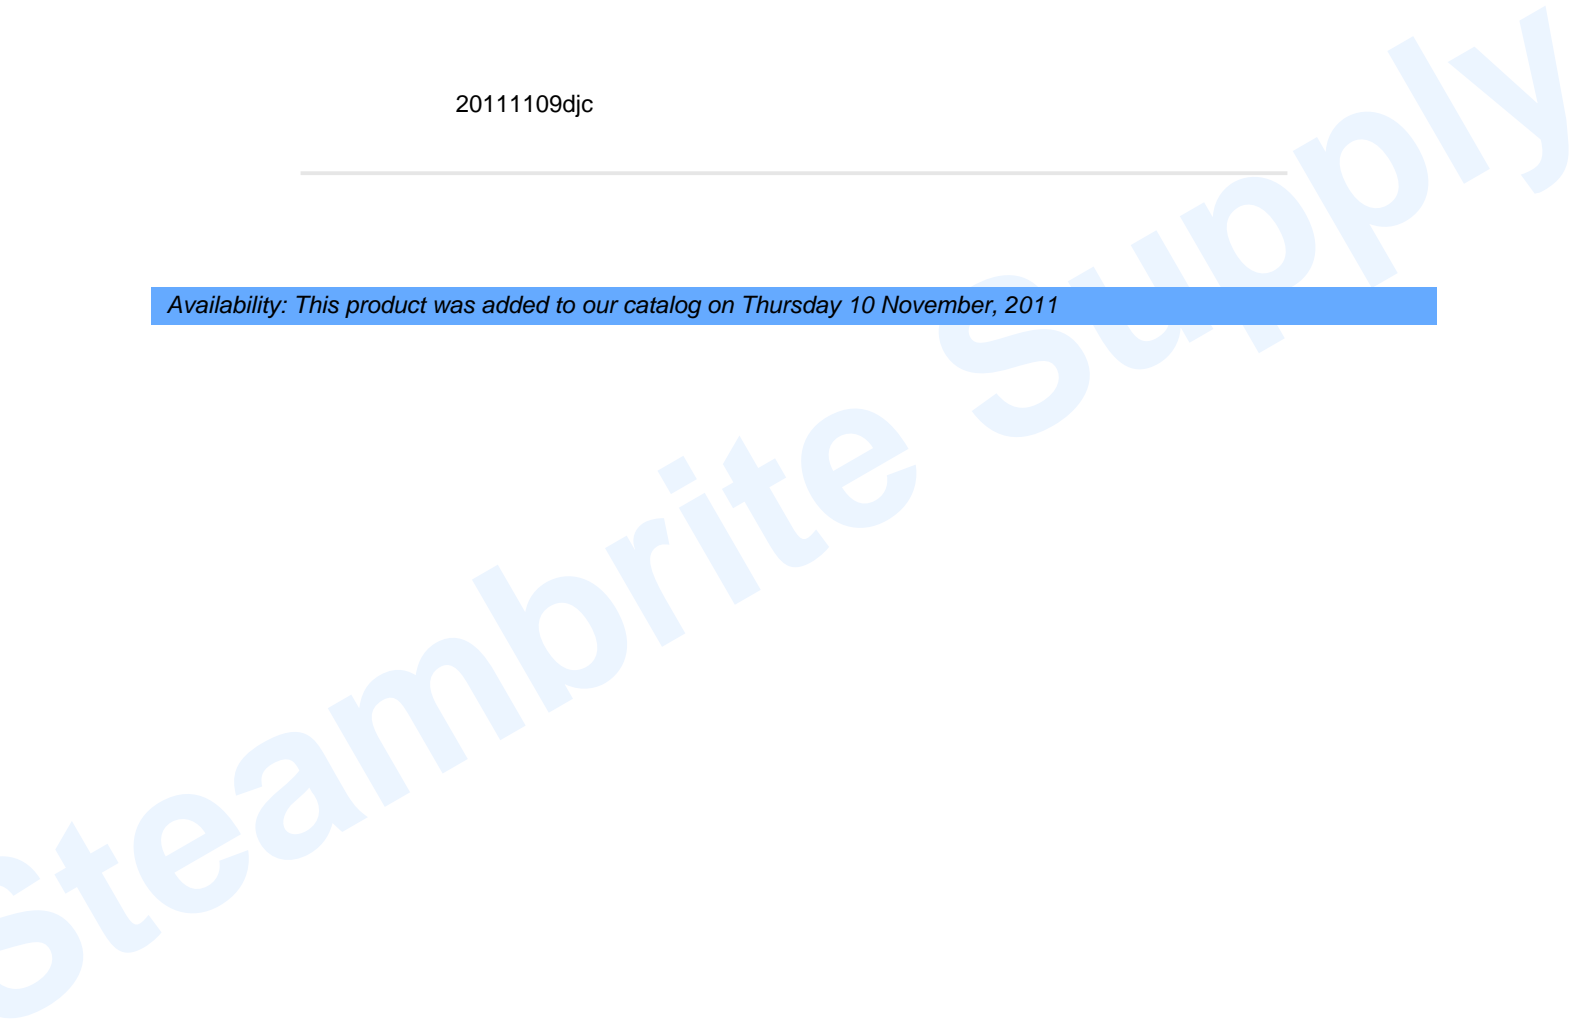 20111109djc
Availability: This product was added to our catalog on Thursday 10 November, 2011
Steambrite Supply